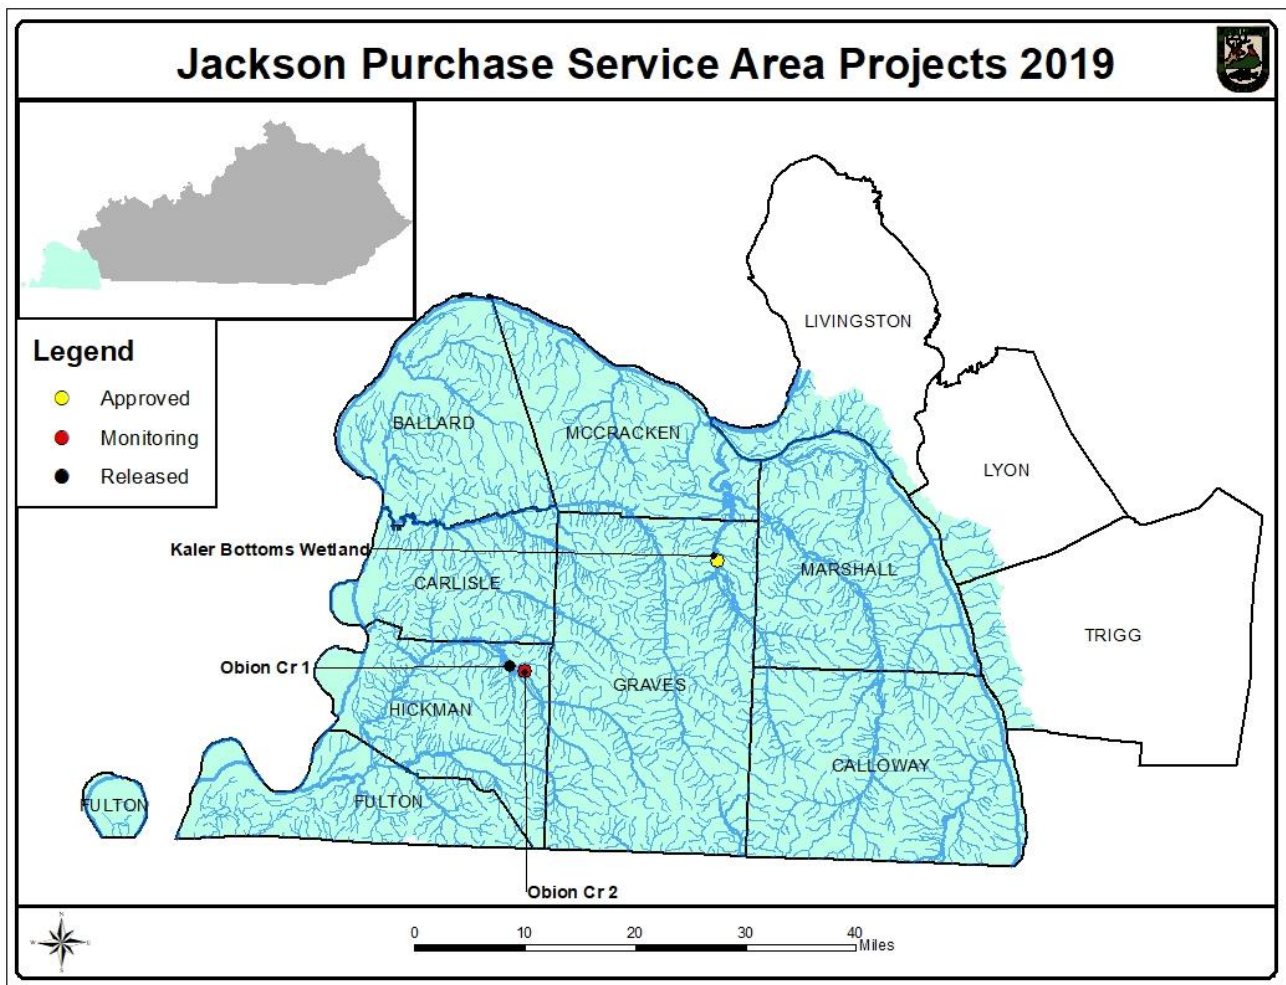 Jackson Purchase Service Area Projects 2019
Legend
Approved
Monitoring
Released
LIVINGSTON
BALLARD
MCCRACKEN
LYON
Kaler Bottoms Wetland
CARLISLE
MARSHALL
TRIGG
Obion Cr 1
GRAVES
HICKMAN
CALLOWAY
FULTON
FULTON
Obion Cr 2
0 10 20 30 40
Miles